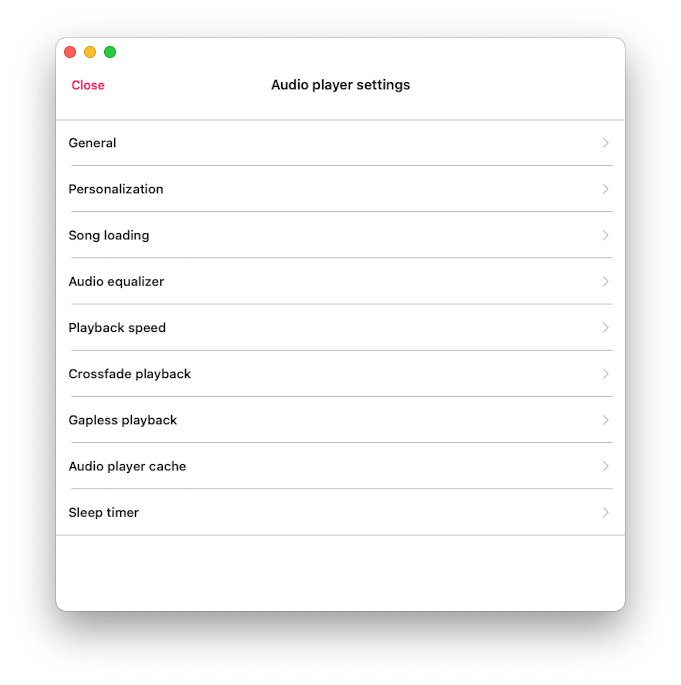 Close
Audio player settings
General
Personalization
Song loading
Audio equalizer
Playback speed
Crossfade playback
Gapless playback
Audio player cache
Sleep timer